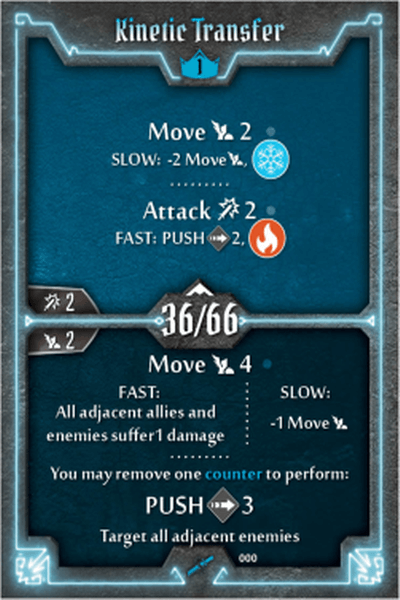 Kinetic Transfer
1
Move 2
SLOW: -2 Move,
Attack 2
FAST: PUSH 2,
2
36/66
2
Move 4
FAST: SLOW:
All adjacent allies and
enemies suffer1 damage -1 Move
You may remove one counter to perform:
PUSH 3
Target all adjacent enemies
000